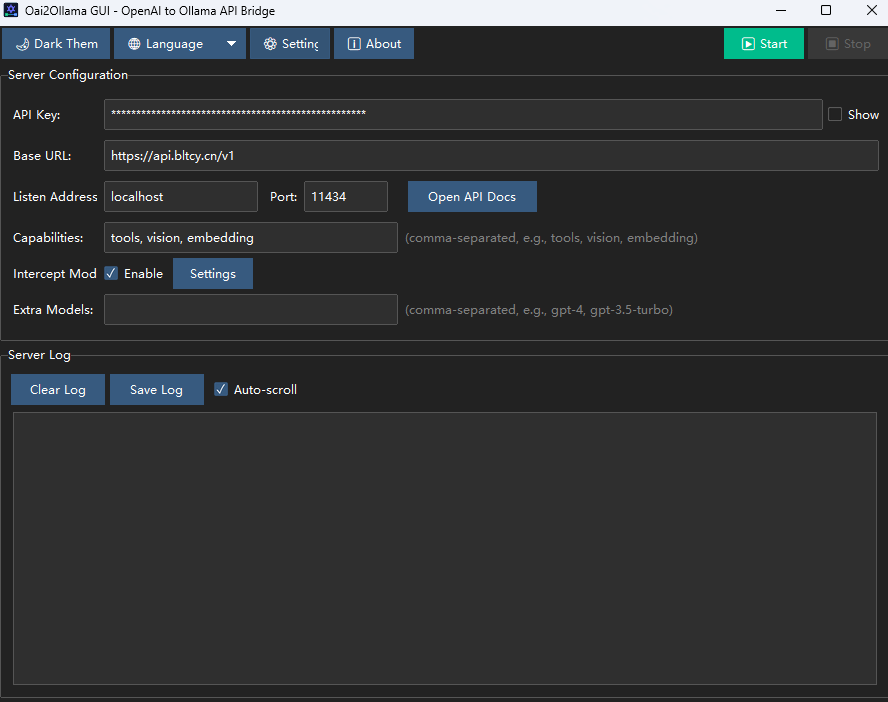 Oai2Ollama GUI - OpenAI to Ollama API Bridge
Dark Them Language Setting About Start Stop
Server Configuration
API Key: *************************************************** Show
Base URL: https://api.bltcy.cn/v1
Listen Address localhost Port: 11434 Open API Docs
Capabilities: tools, vision, embedding (comma-separated, e.g., tools, vision, embedding)
Intercept Mod Enable Settings
Extra Models: (comma-separated, e.g., gpt-4, gpt-3.5-turbo)
Server Log
Clear Log Save Log Auto-scroll